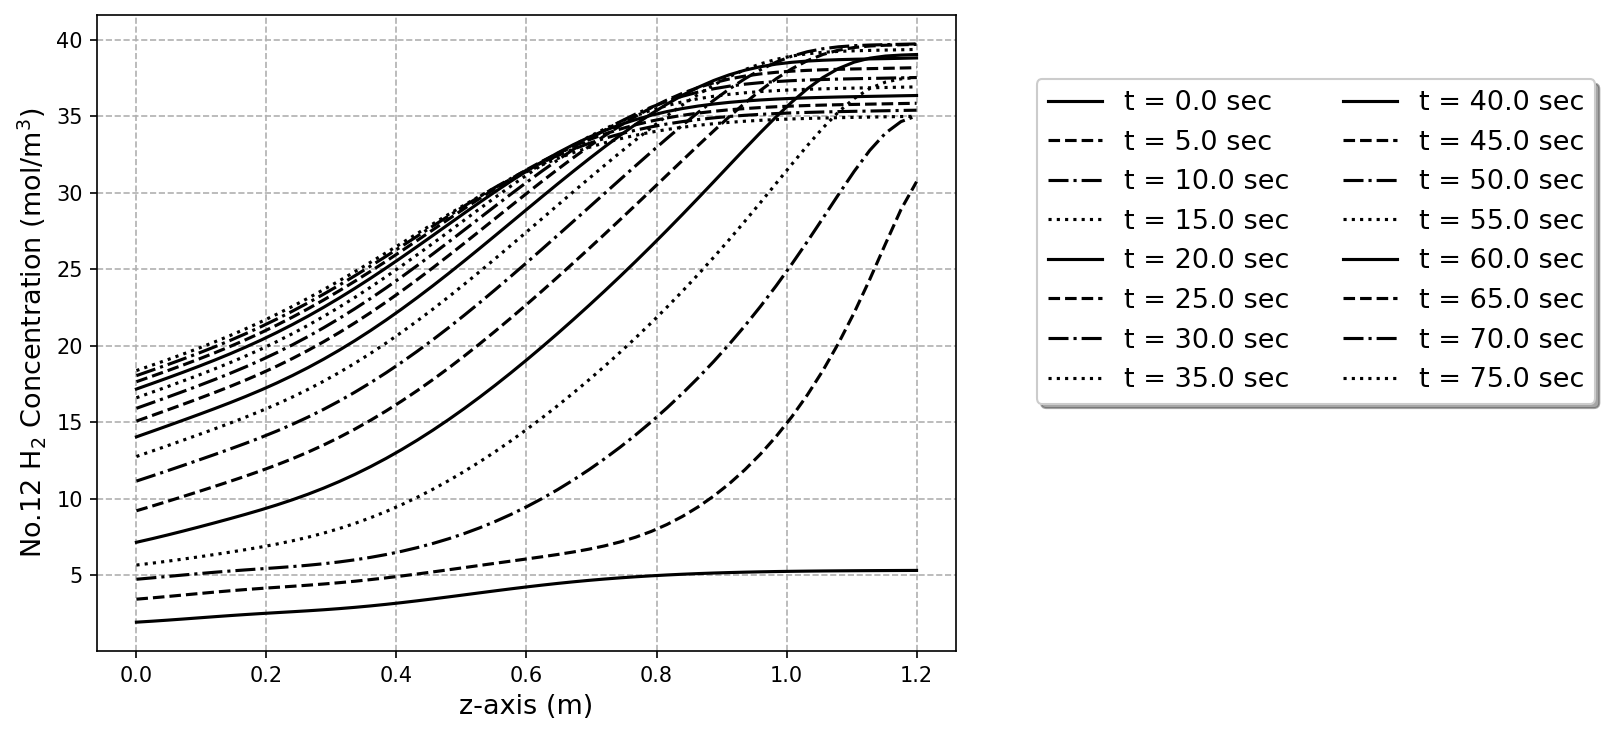 40
35
30
25
20
15
10
5
No.12 H₂ Concentration (mol/m³)
0.0 0.2 0.4 0.6 0.8 1.0 1.2
z-axis (m)
t = 0.0 sec
t = 5.0 sec
t = 10.0 sec
t = 15.0 sec
t = 20.0 sec
t = 25.0 sec
t = 30.0 sec
t = 35.0 sec
t = 40.0 sec
t = 45.0 sec
t = 50.0 sec
t = 55.0 sec
t = 60.0 sec
t = 65.0 sec
t = 70.0 sec
t = 75.0 sec